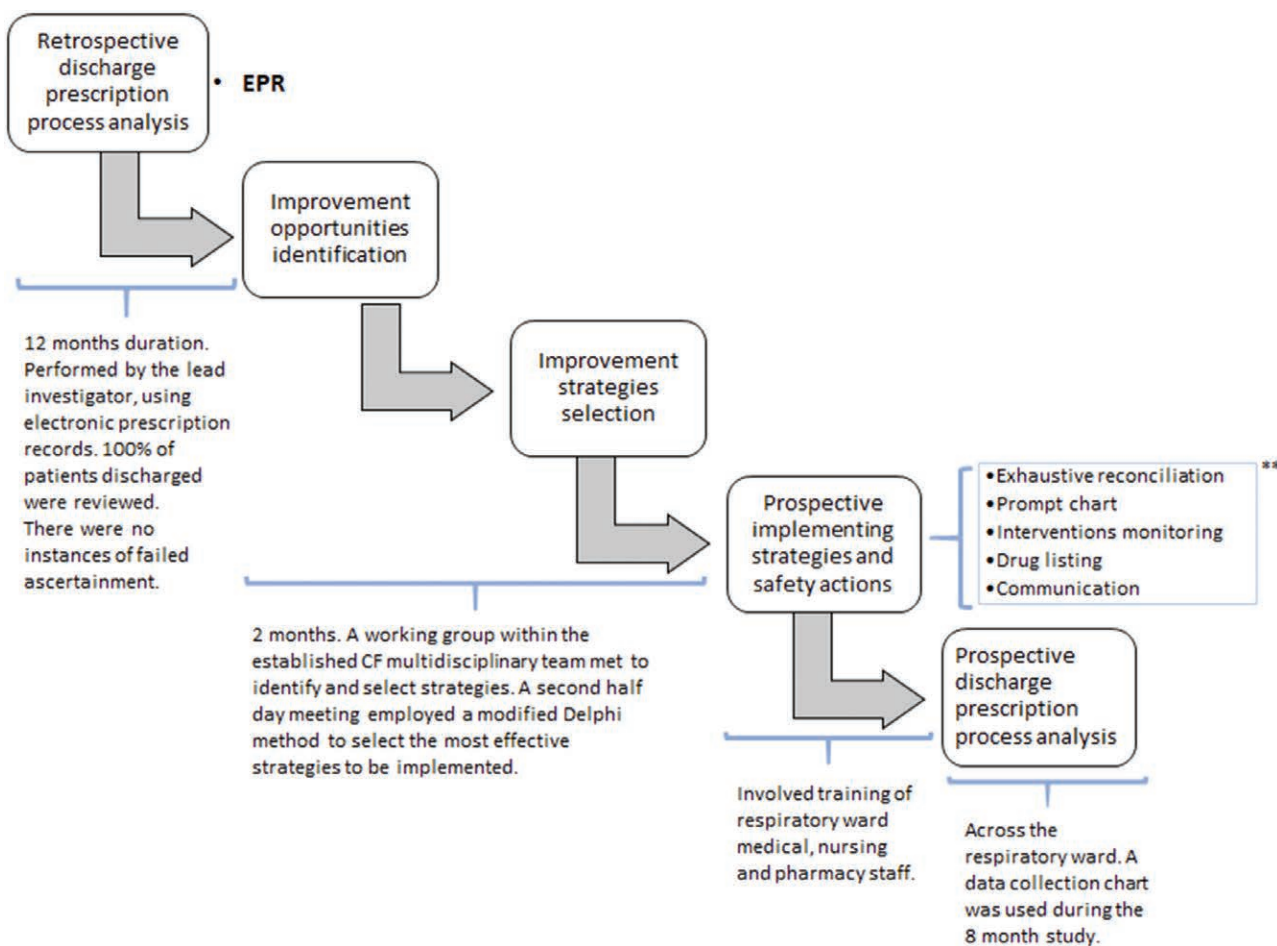 Retrospective
discharge
prescription
process analysis
• EPR
Improvement
opportunities
identification
12 months duration.
Performed by the lead
investigator, using
electronic prescription
records. 100% of
patients discharged
were reviewed.
There were no
instances of failed
ascertainment.
Improvement
strategies
selection
2 months. A working group within the
established CF multidisciplinary team met to
identify and select strategies. A second half
day meeting employed a modified Delphi
method to select the most effective
strategies to be implemented.
Prospective
implementing
strategies and
safety actions
**
•Exhaustive reconciliation
•Prompt chart
•Interventions monitoring
•Drug listing
•Communication
Involved training of
respiratory ward
medical, nursing
and pharmacy staff.
Prospective
discharge
prescription
process analysis
Across the
respiratory ward. A
data collection chart
was used during the
8 month study.